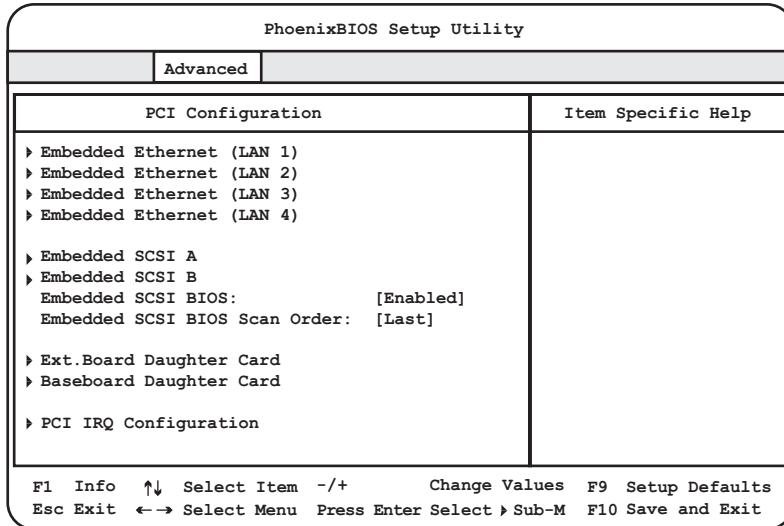 PhoenixBIOS Setup Utility
Advanced
PCI Configuration
Item Specific Help
Embedded Ethernet (LAN 1)
Embedded Ethernet (LAN 2)
Embedded Ethernet (LAN 3)
Embedded Ethernet (LAN 4)
Embedded SCSI A
Embedded SCSI B
Embedded SCSI BIOS: [Enabled]
Embedded SCSI BIOS Scan Order: [Last]
Ext.Board Daughter Card
Baseboard Daughter Card
PCI IRQ Configuration
F1 Info ↑↓ Select Item -/+ Change Values F9 Setup Defaults
Esc Exit ←→ Select Menu Press Enter Select ▸ Sub-M F10 Save and Exit